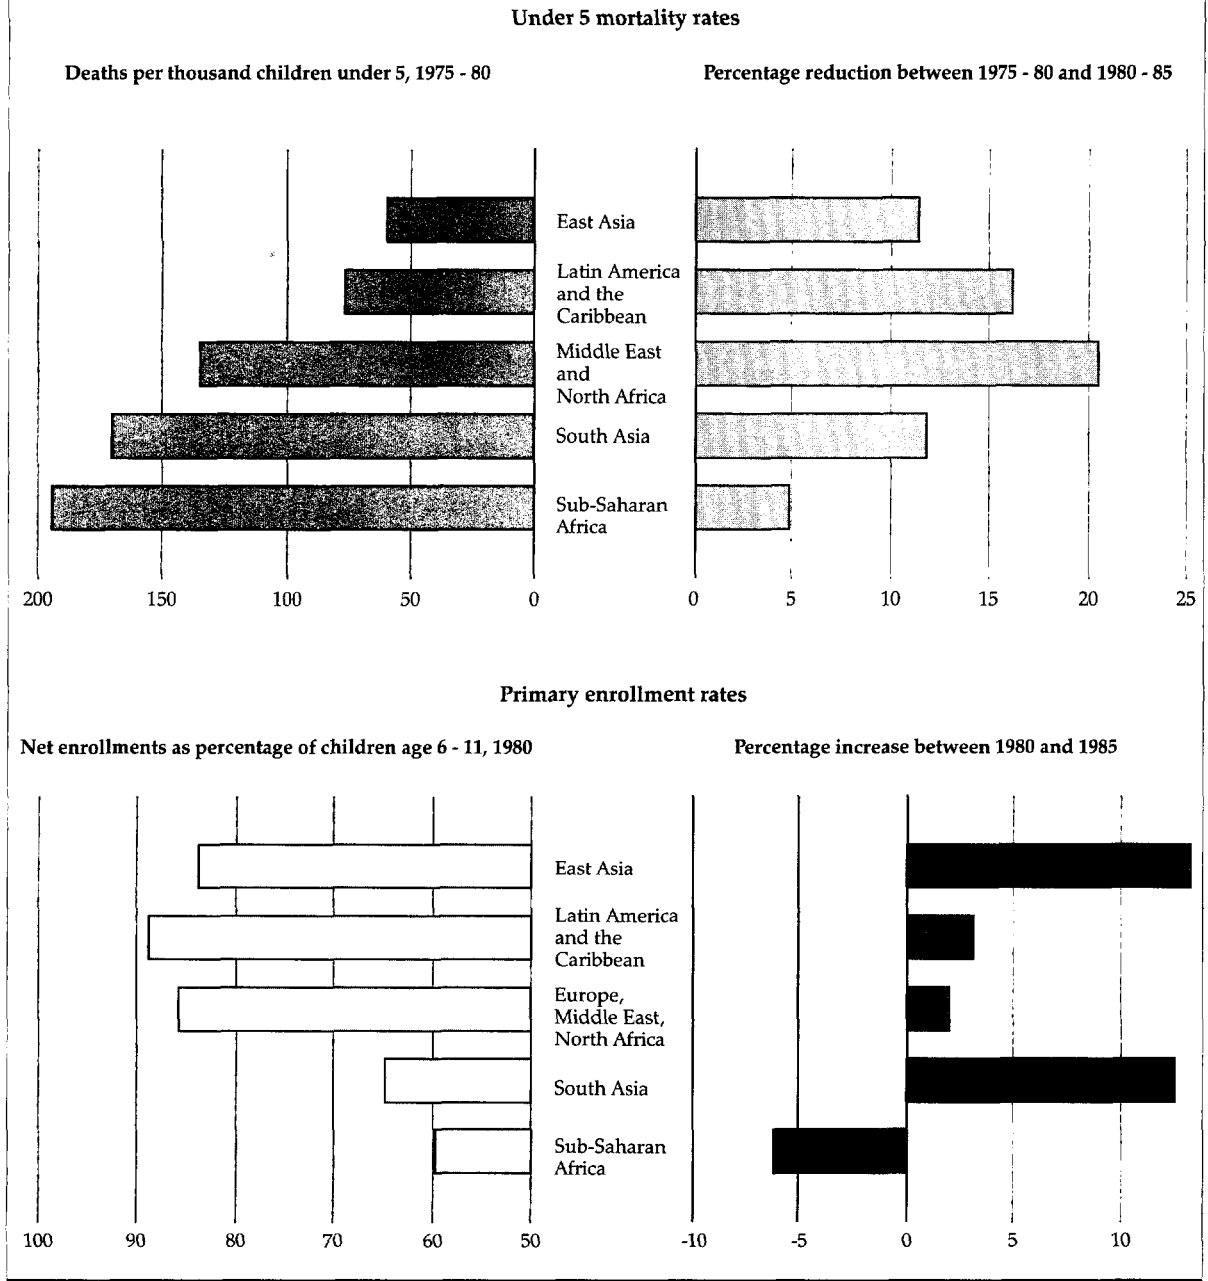 Under 5 mortality rates
Deaths per thousand children under 5, 1975 - 80
Percentage reduction between 1975 - 80 and 1980 - 85
East Asia
Latin America
and the
Caribbean
Middle East
and
North Africa
South Asia
Sub-Saharan
Africa
200 150 100 50 0
0 5 10 15 20 25
Primary enrollment rates
Net enrollments as percentage of children age 6 - 11, 1980
Percentage increase between 1980 and 1985
East Asia
Latin America
and the
Caribbean
Europe,
Middle East,
North Africa
South Asia
Sub-Saharan
Africa
100 90 80 70 60 50
-10 -5 0 5 10